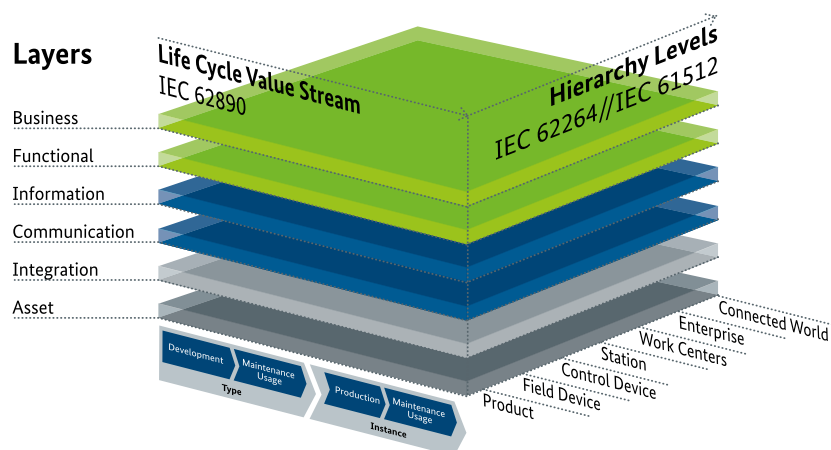 Layers
Life Cycle Value Stream
IEC 62890
Hierarchy Levels
IEC 62264//IEC 61512
Business
Functional
Information
Communication
Integration
Asset
Development
Maintenance
Usage
Type
Production
Maintenance
Usage
Instance
Connected World
Enterprise
Work Centers
Station
Control Device
Field Device
Product